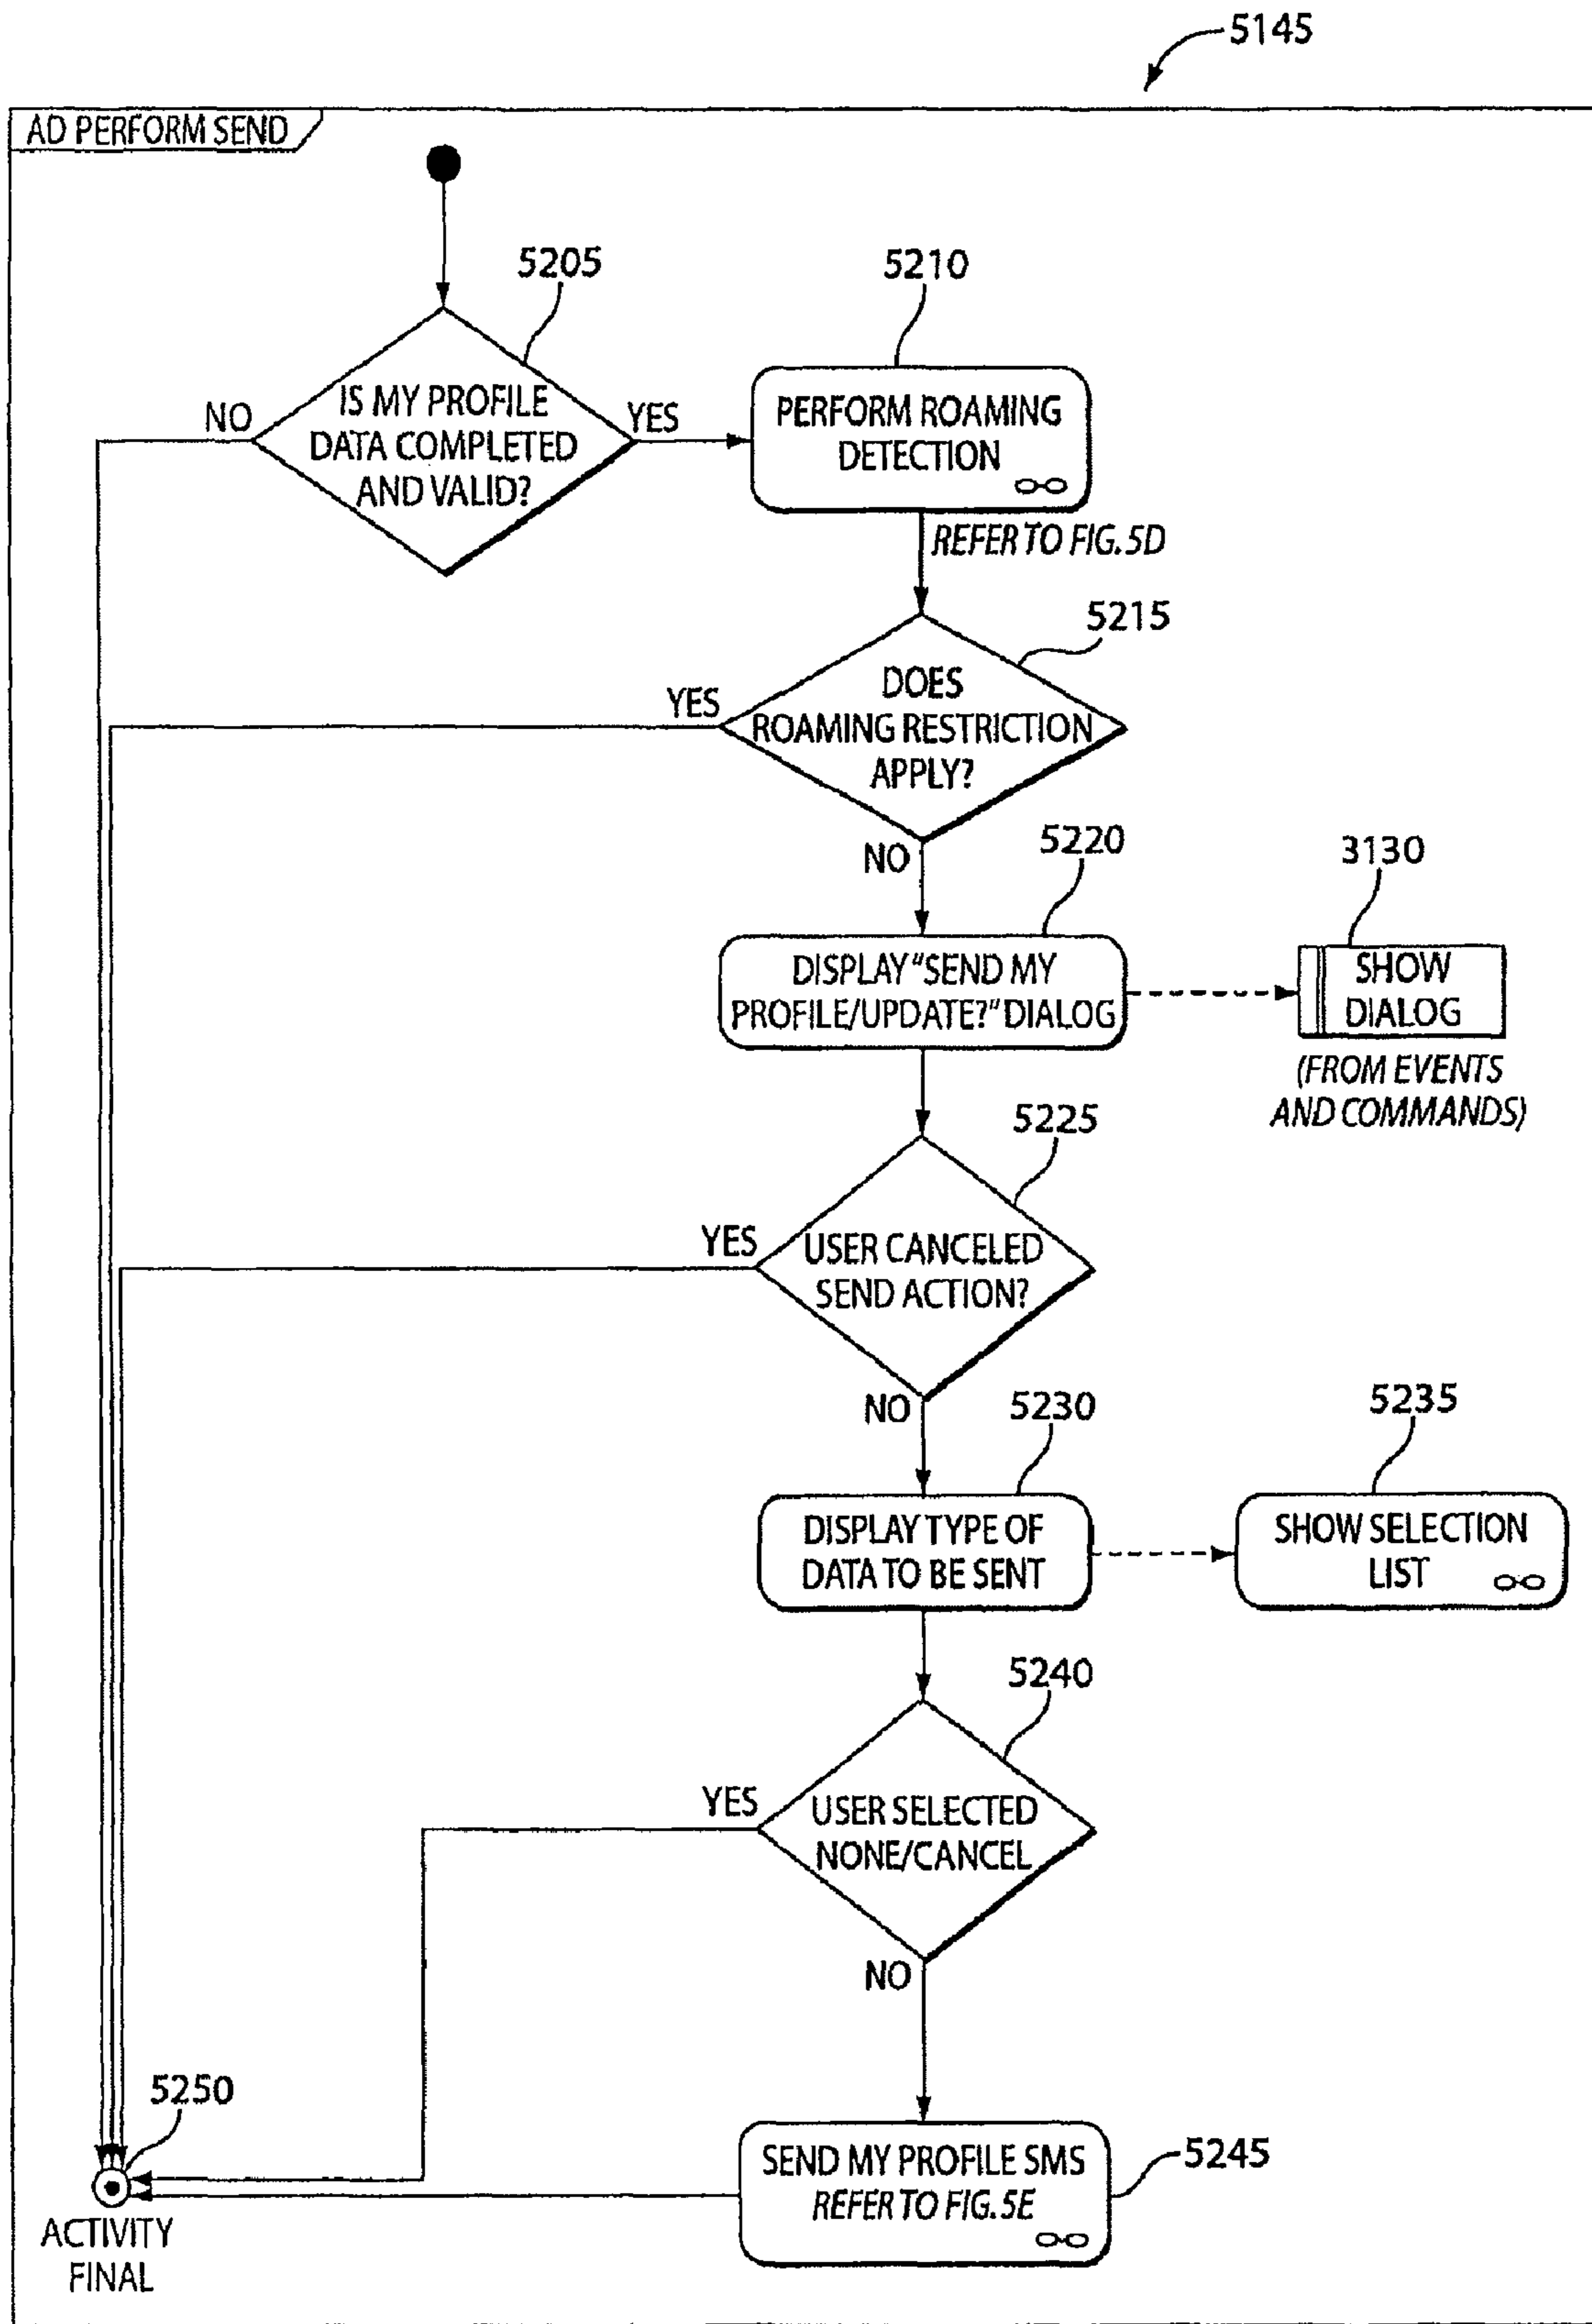 5145
AD PERFORM SEND
5205
5210
IS MY PROFILE
DATA COMPLETED
AND VALID?
NO
YES
PERFORM ROAMING
DETECTION
REFER TO FIG. 5D
5215
DOES
ROAMING RESTRICTION
APPLY?
YES
NO
5220
3130
DISPLAY "SEND MY
PROFILE/UPDATE?" DIALOG
SHOW
DIALOG
(FROM EVENTS
AND COMMANDS)
5225
YES
USER CANCELED
SEND ACTION?
NO
5230
5235
DISPLAY TYPE OF
DATA TO BE SENT
SHOW SELECTION
LIST
5240
YES
USER SELECTED
NONE/CANCEL
NO
5250
SEND MY PROFILE SMS
REFER TO FIG. 5E
5245
ACTIVITY
FINAL